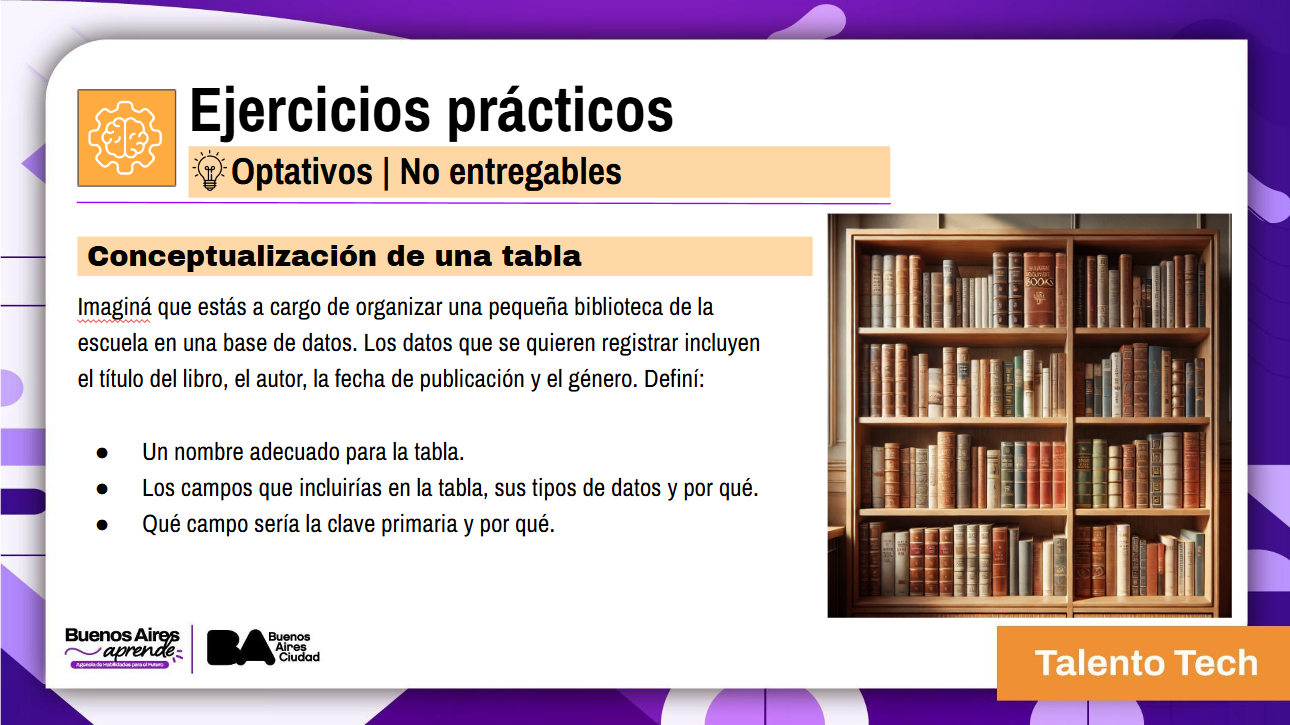 Ejercicios prácticos
Optativos | No entregables
Conceptualización de una tabla
Imaginá que estás a cargo de organizar una pequeña biblioteca de la
escuela en una base de datos. Los datos que se quieren registrar incluyen
el título del libro, el autor, la fecha de publicación y el género. Definí:
● Un nombre adecuado para la tabla.
● Los campos que incluirías en la tabla, sus tipos de datos y por qué.
● Qué campo sería la clave primaria y por qué.
BOOKS
Buenos Aires
aprende
Agencia de Habilidades para el Futuro
BA
Buenos
Aires
Ciudad
Talento Tech